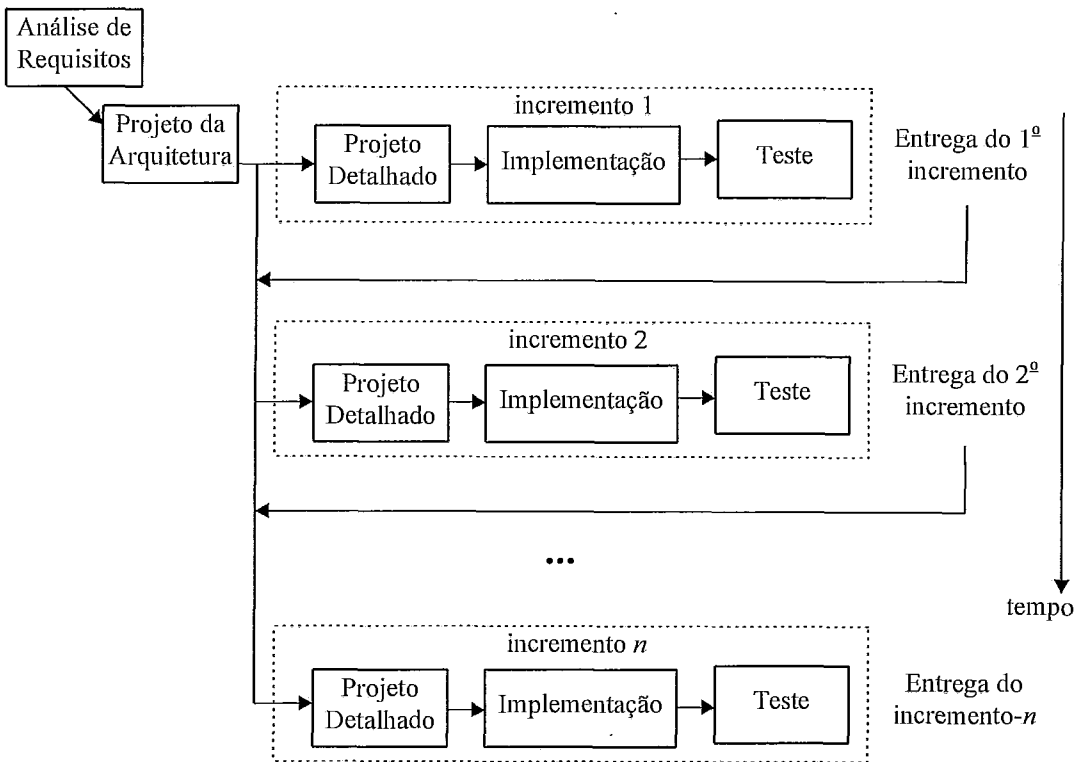 Análise de
Requisitos
Projeto da
Arquitetura
incremento 1
Projeto
Detalhado
Implementação
Teste
Entrega do 1º
incremento
incremento 2
Projeto
Detalhado
Implementação
Teste
Entrega do 2º
incremento
...
tempo
incremento n
Projeto
Detalhado
Implementação
Teste
Entrega do
incremento-n